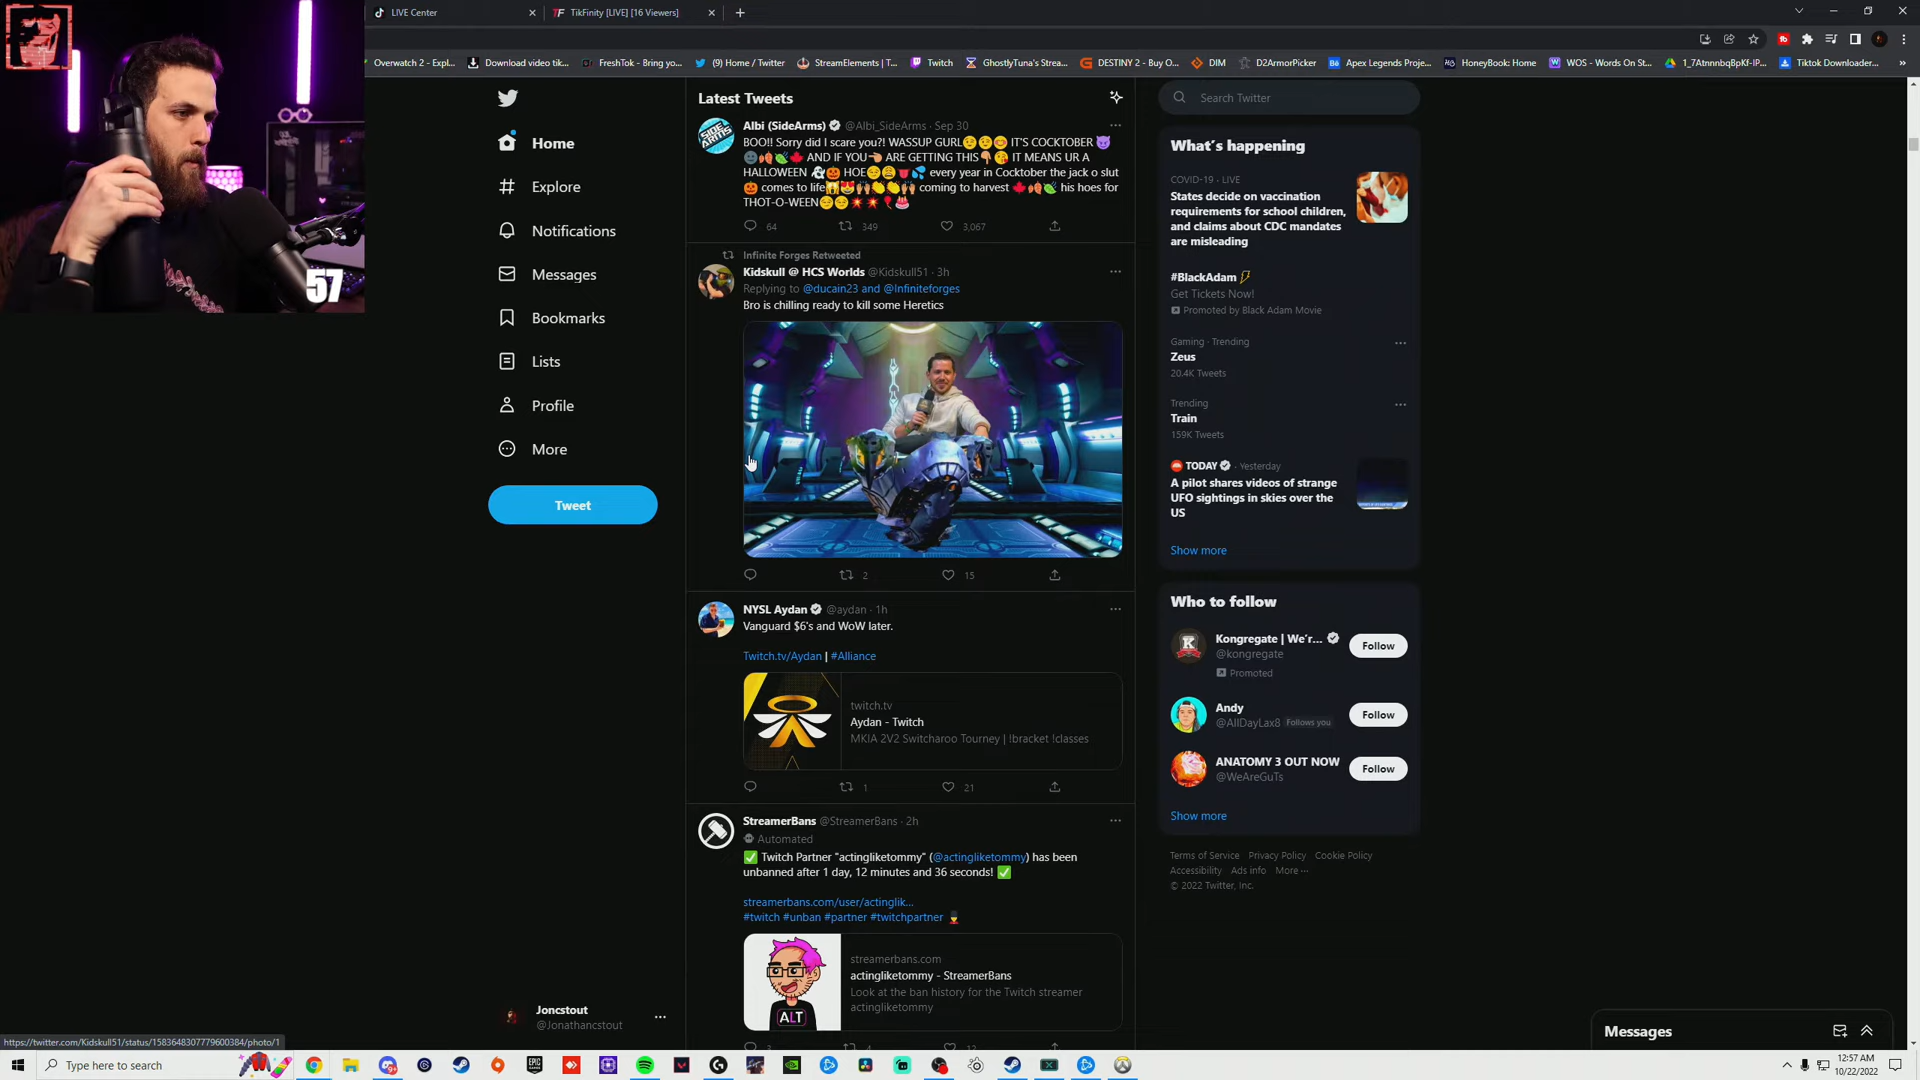 LIVE Center
TikFinity [LIVE] [16 Viewers]
Overwatch 2 - Expl...
Download video tik...
FreshTok - Bring yo...
(9) Home / Twitter
StreamElements | T...
Twitch
GhostlyTuna's Strea...
DESTINY 2 - Buy O...
DIM
D2ArmorPicker
Apex Legends Proje...
HoneyBook: Home
WOS - Words On St...
1_7AtnnnbqBpKf-IP...
Tiktok Downloader...
57
Home
Explore
Notifications
Messages
Bookmarks
Lists
Profile
More
Tweet
Joncstout
@Jonathancstout
Latest Tweets
Albi (SideArms) @Albi_SideArms · Sep 30
BOO!! Sorry did I scare you?! WASSUP GURL😏😉😊 IT'S COCKTOBER 😈
🌚🍂🍃🍁 AND IF YOU👈🏼 ARE GETTING THIS👇🏼😘 IT MEANS UR A
HALLOWEEN 👻🎃 HOE😏😩👅💦 every year in Cocktober the jack o slut
🎃 comes to life🙀😻🙌🏼👏👏🙌🏼 coming to harvest 🍁🍂🍃 his hoes for
THOT-O-WEEN😏😏💥💥🎈🎂
64 349 3,067
Infinite Forges Retweeted
Kidskull @ HCS Worlds @Kidskull51 · 3h
Replying to @ducain23 and @Infiniteforges
Bro is chilling ready to kill some Heretics
2 15
NYSL Aydan @aydan · 1h
Vanguard $6's and WoW later.
Twitch.tv/Aydan | #Alliance
twitch.tv
Aydan - Twitch
MKIA 2V2 Switcharoo Tourney | !bracket !classes
1 21
StreamerBans @StreamerBans · 2h
Automated
✅ Twitch Partner "actingliketommy" (@actingliketommy) has been
unbanned after 1 day, 12 minutes and 36 seconds! ✅
streamerbans.com/user/actinglik...
#twitch #unban #partner #twitchpartner
ALT
streamerbans.com
actingliketommy - StreamerBans
Look at the ban history for the Twitch streamer
actingliketommy
Search Twitter
What's happening
COVID-19 · LIVE
States decide on vaccination
requirements for school children,
and claims about CDC mandates
are misleading
#BlackAdam
Get Tickets Now!
Promoted by Black Adam Movie
Gaming · Trending
Zeus
20.4K Tweets
Trending
Train
159K Tweets
TODAY · Yesterday
A pilot shares videos of strange
UFO sightings in skies over the
US
Show more
Who to follow
Kongregate | We'r...
@kongregate
Promoted
Follow
Andy
@AllDayLax8 Follows you
Follow
ANATOMY 3 OUT NOW
@WeAreGuTs
Follow
Show more
Terms of Service Privacy Policy Cookie Policy
Accessibility Ads info More ···
© 2022 Twitter, Inc.
Messages
https://twitter.com/Kidskull51/status/1583648307779600384/photo/1
Type here to search
12:57 AM
10/22/2022